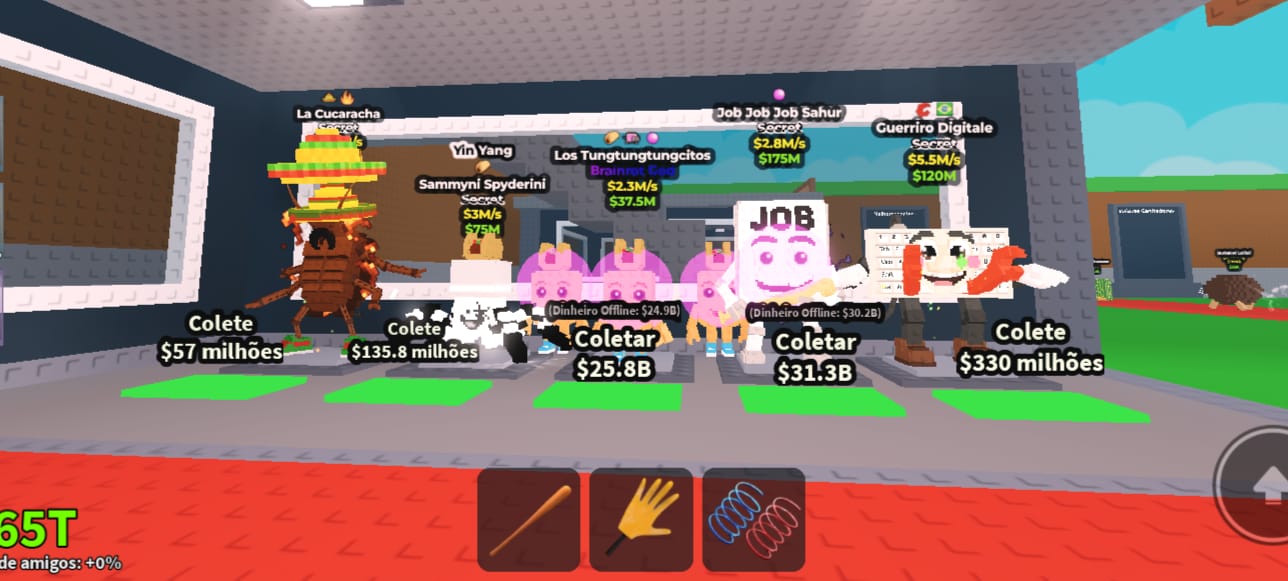 La Cucaracha
Secret
/s
Colete
$57 milhões
Yin Yang
Sammyni Spyderini
Secret
$3M/s
$75M
Colete
$135.8 milhões
Los Tungtungtungcitos
Brainrot God
$2.3M/s
$37.5M
(Dinheiro Offline: $24.9B)
Coletar
$25.8B
Job Job Job Sahur
Secret
$2.8M/s
$175M
JOB
(Dinheiro Offline: $30.2B)
Coletar
$31.3B
Guerriro Digitale
Secret
$5.5M/s
$120M
Colete
$330 milhões
65T
de amigos: +0%